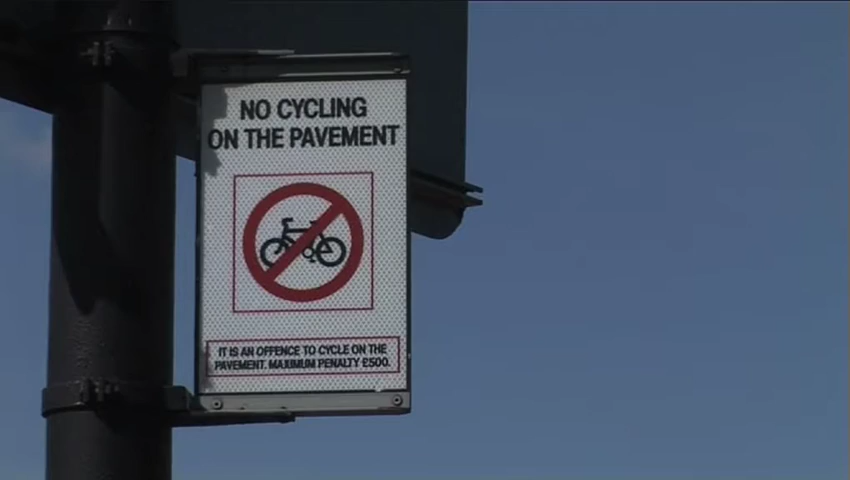 NO CYCLING
ON THE PAVEMENT
IT IS AN OFFENCE TO CYCLE ON THE
PAVEMENT. MAXIMUM PENALTY £500.